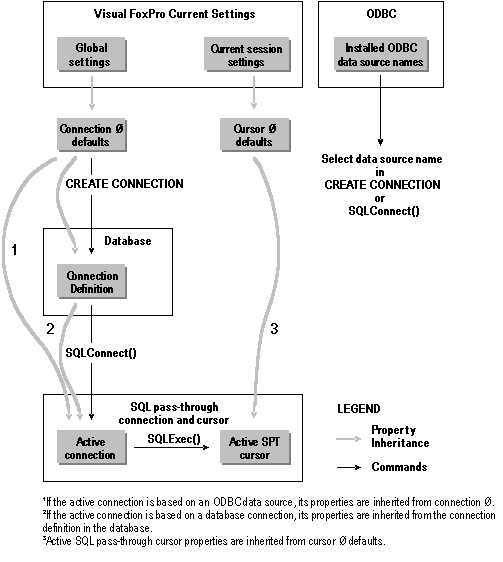 Visual FoxPro Current Settings
ODBC
Global
settings
Current session
settings
Installed ODBC
data source names
Connection Ø
defaults
Cursor Ø
defaults
Select data source name
in
CREATE CONNECTION
or
SQLConnect()
CREATE CONNECTION
1
Database
Connection
Definition
2
3
SQLConnect()
SQL pass-through
connection and cursor
Active
connection
SQLExec()
Active SPT
cursor
LEGEND
Property
Inheritance
Commands
¹If the active connection is based on an ODBC data source, its properties are inherited from connection Ø.
²If the active connection is based on a database connection, its properties are inherited from the connection
definition in the database.
³Active SQL pass-through cursor properties are inherited from cursor Ø defaults.